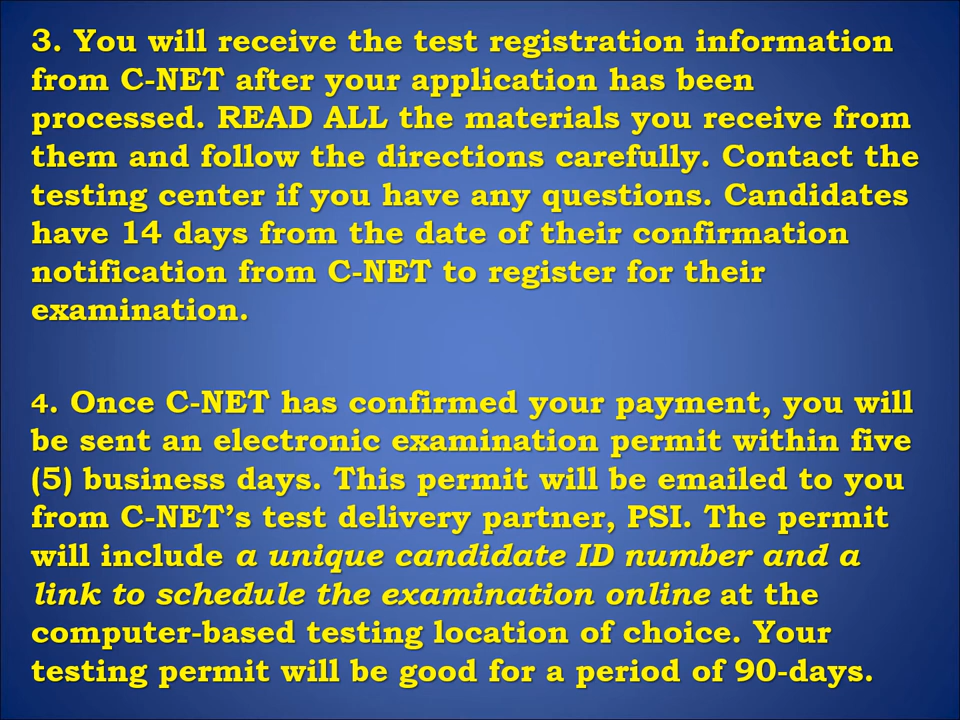 3. You will receive the test registration information
from C-NET after your application has been
processed. READ ALL the materials you receive from
them and follow the directions carefully. Contact the
testing center if you have any questions. Candidates
have 14 days from the date of their confirmation
notification from C-NET to register for their
examination.
4. Once C-NET has confirmed your payment, you will
be sent an electronic examination permit within five
(5) business days. This permit will be emailed to you
from C-NET’s test delivery partner, PSI. The permit
will include a unique candidate ID number and a
link to schedule the examination online at the
computer-based testing location of choice. Your
testing permit will be good for a period of 90-days.